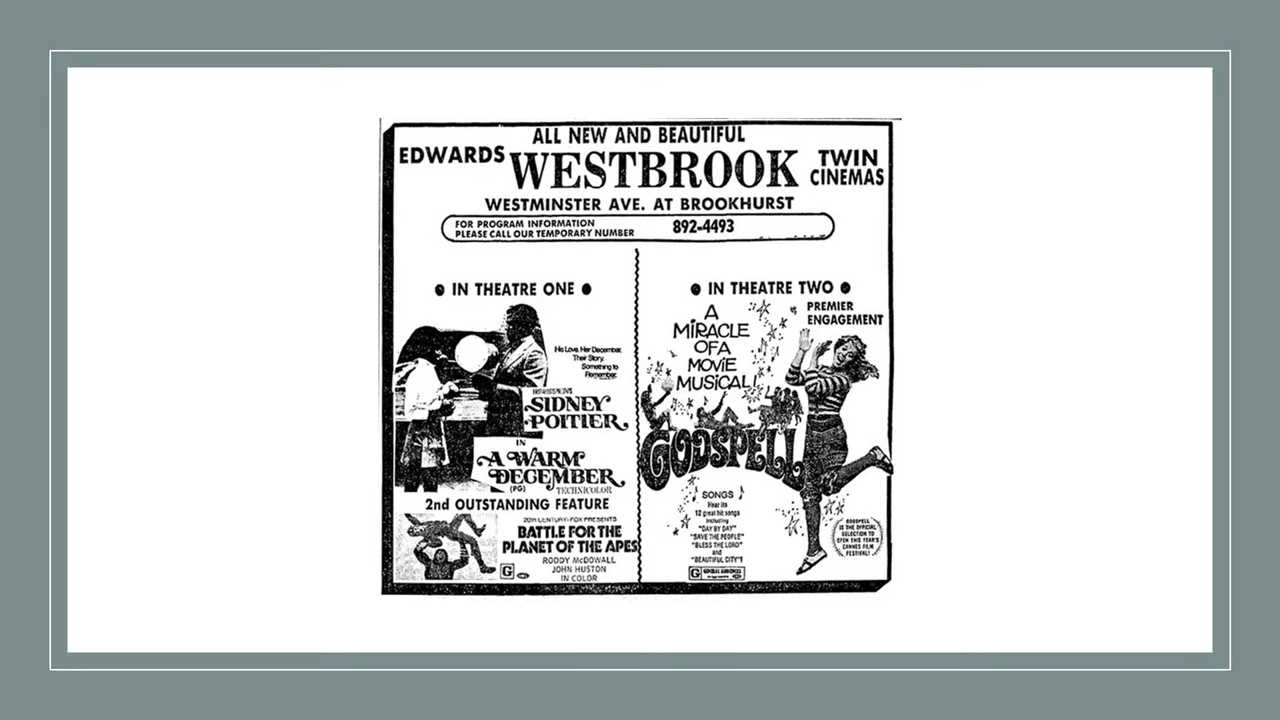 ALL NEW AND BEAUTIFUL
EDWARDS WESTBROOK TWIN CINEMAS
WESTMINSTER AVE. AT BROOKHURST
FOR PROGRAM INFORMATION
PLEASE CALL OUR TEMPORARY NUMBER 892-4493
IN THEATRE ONE
His Love. Her December.
Their Story.
Something to
Remember.
SIDNEY
POITIER
IN
A WARM
DECEMBER
(PG) TECHNICOLOR
2nd OUTSTANDING FEATURE
20th CENTURY-FOX PRESENTS
BATTLE FOR THE
PLANET OF THE APES
G
RODDY McDOWALL
JOHN HUSTON
IN COLOR
IN THEATRE TWO
PREMIER
ENGAGEMENT
A
MiRACLE
OF A
MOViE
MUSiCAL!
GODSPELL
SONGS
Hear its
12 great hit songs
including
"DAY BY DAY"
"SAVE THE PEOPLE"
"BLESS THE LORD"
and
"BEAUTIFUL CITY"!
G GENERAL AUDIENCES
GODSPELL
IS THE OFFICIAL
SELECTION TO
OPEN THIS YEAR'S
CANNES FILM
FESTIVAL!